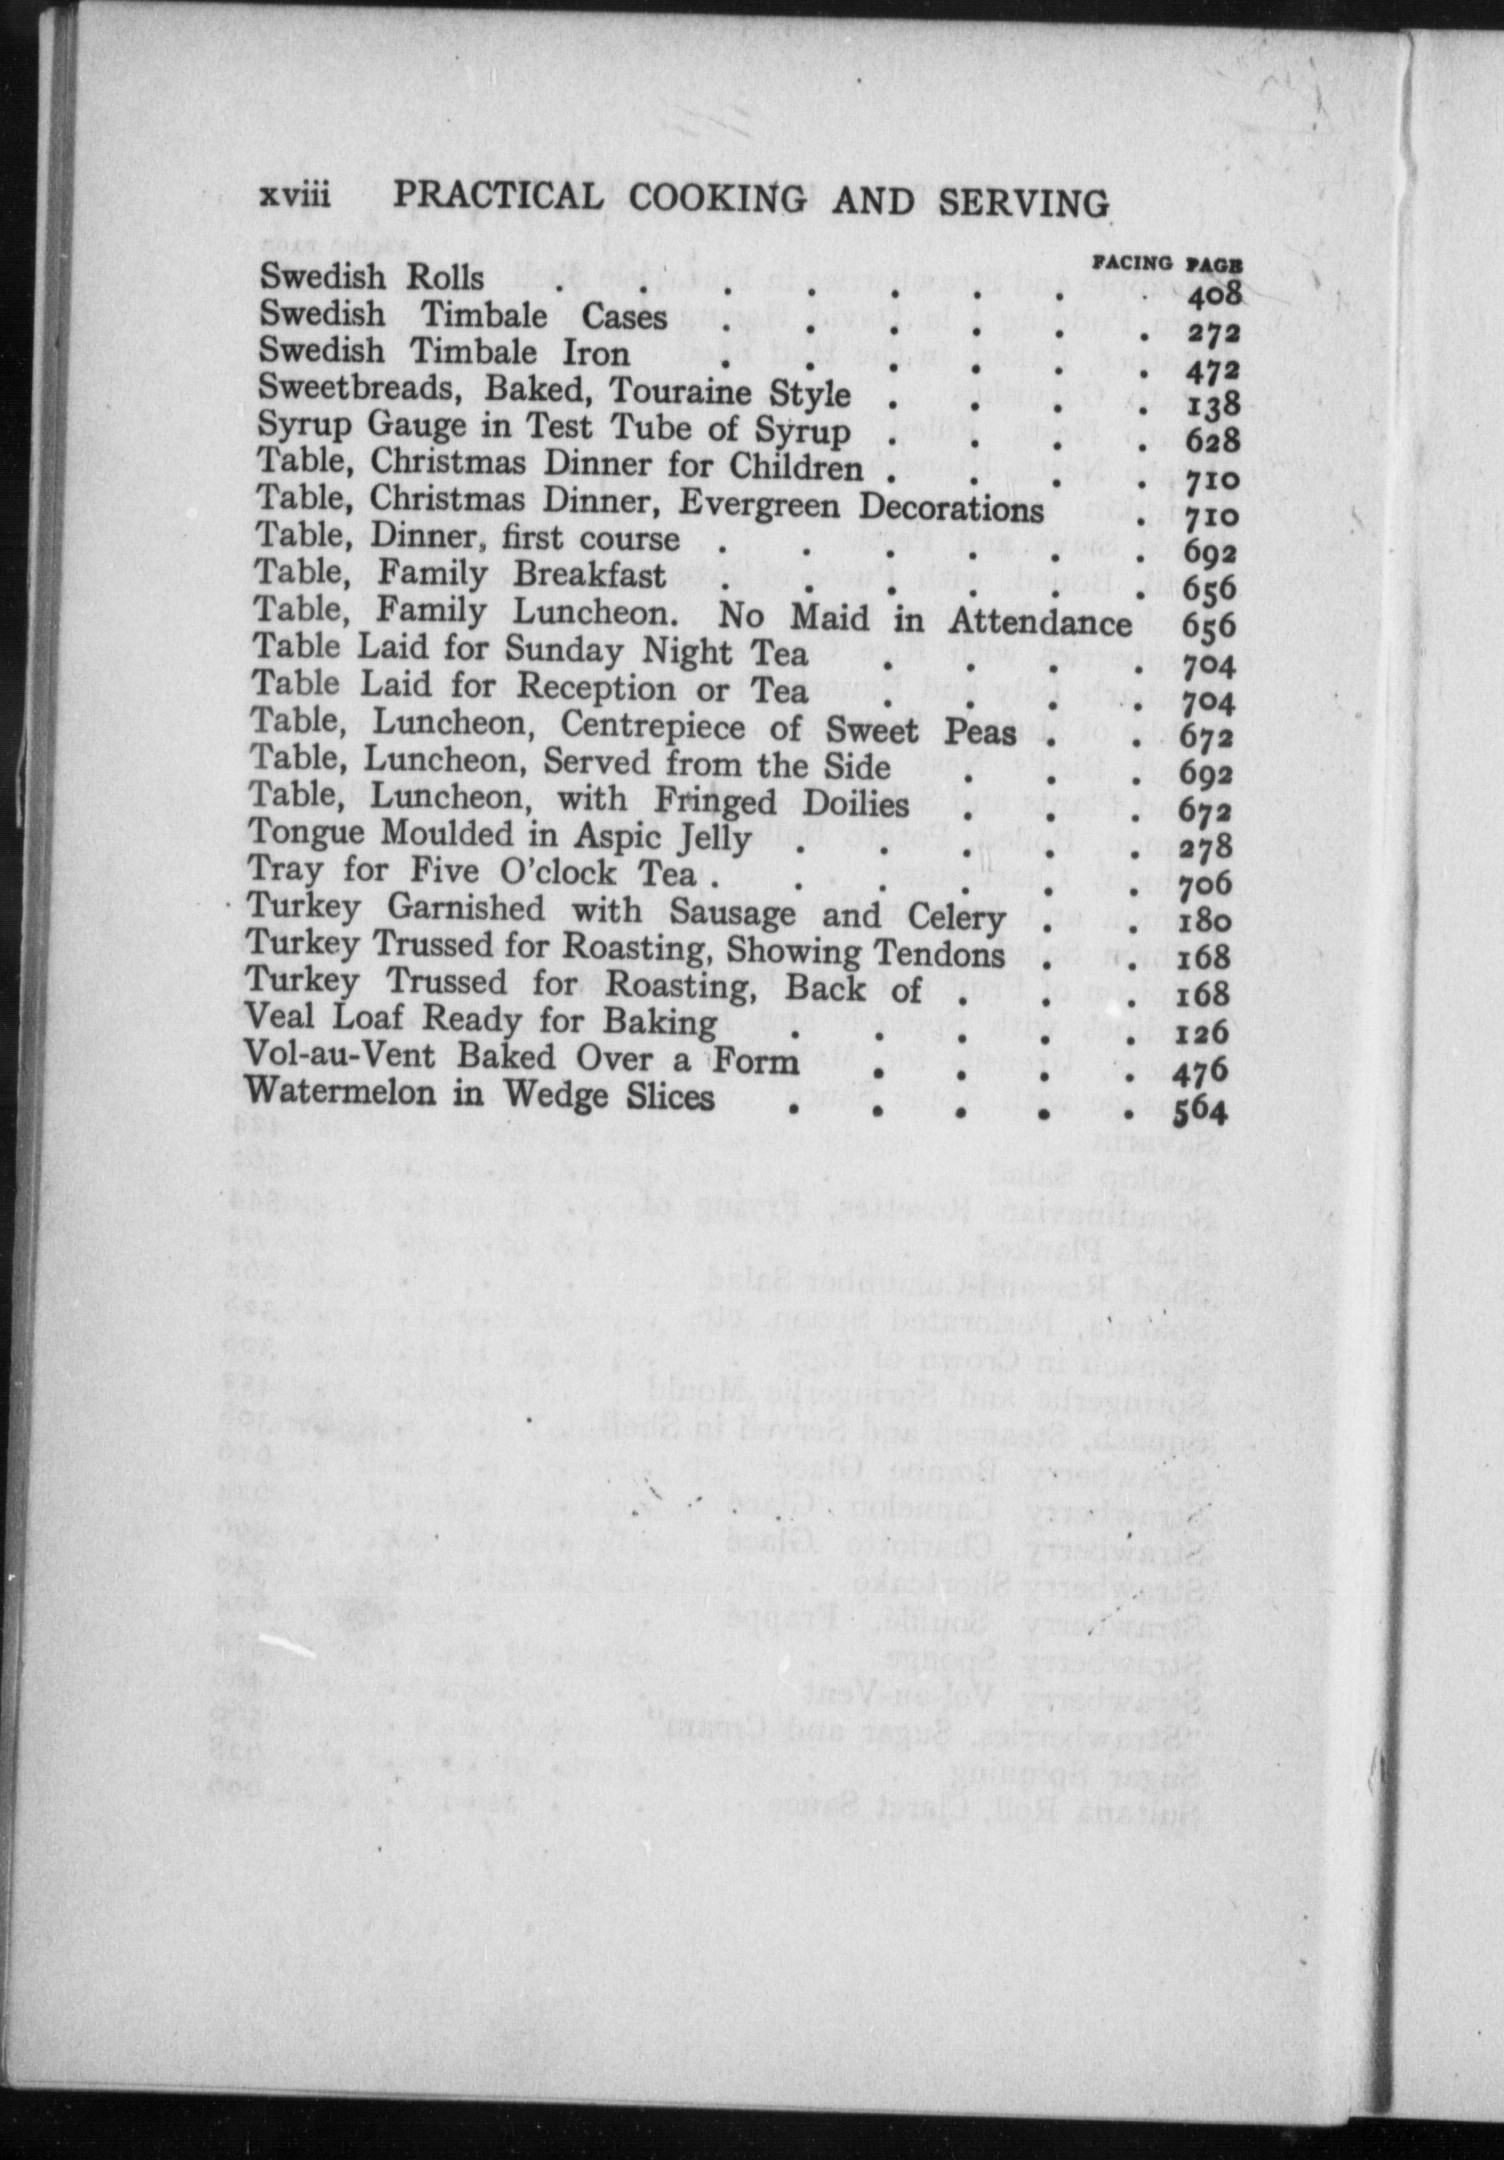 xviii PRACTICAL COOKING AND SERVING
FACING PAGE
Swedish Rolls . . . . . . . . 408
Swedish Timbale Cases . . . . . . 272
Swedish Timbale Iron . . . . . . 472
Sweetbreads, Baked, Touraine Style . . . . 138
Syrup Gauge in Test Tube of Syrup . . . . 628
Table, Christmas Dinner for Children . . . . 710
Table, Christmas Dinner, Evergreen Decorations . 710
Table, Dinner, first course . . . . . . 692
Table, Family Breakfast . . . . . . 656
Table, Family Luncheon. No Maid in Attendance 656
Table Laid for Sunday Night Tea . . . . 704
Table Laid for Reception or Tea . . . . 704
Table, Luncheon, Centrepiece of Sweet Peas . . 672
Table, Luncheon, Served from the Side . . . 692
Table, Luncheon, with Fringed Doilies . . . 672
Tongue Moulded in Aspic Jelly . . . . . 278
Tray for Five O'clock Tea . . . . . . 706
Turkey Garnished with Sausage and Celery . . 180
Turkey Trussed for Roasting, Showing Tendons . . 168
Turkey Trussed for Roasting, Back of . . . 168
Veal Loaf Ready for Baking . . . . . 126
Vol-au-Vent Baked Over a Form . . . . 476
Watermelon in Wedge Slices . . . . . 564